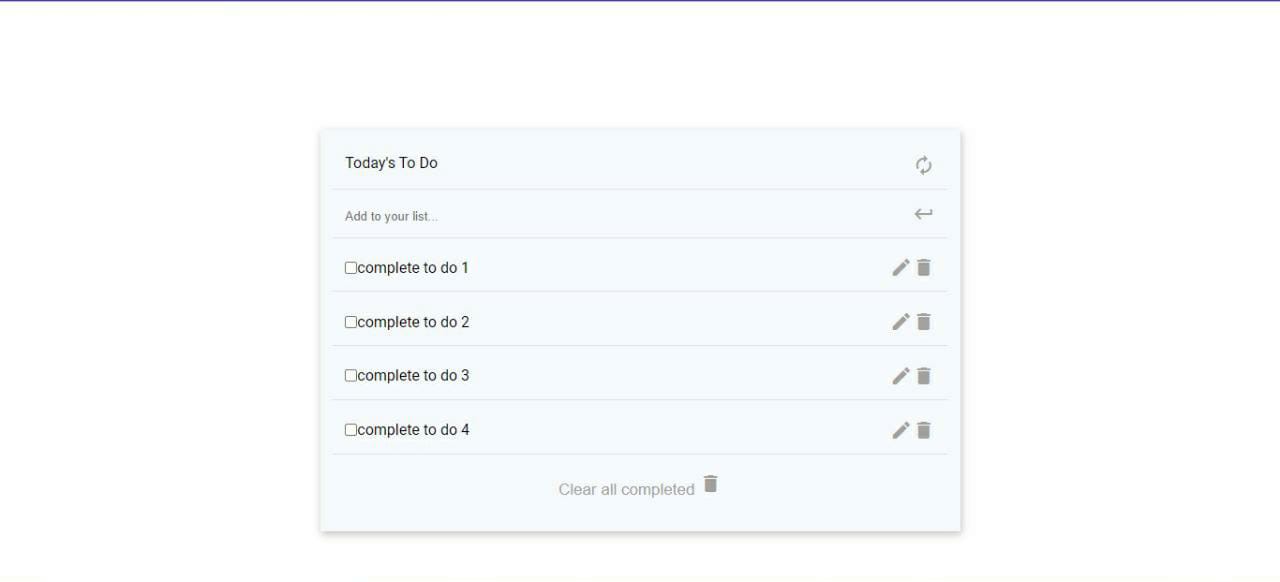 Today's To Do
Add to your list...
complete to do 1
complete to do 2
complete to do 3
complete to do 4
Clear all completed